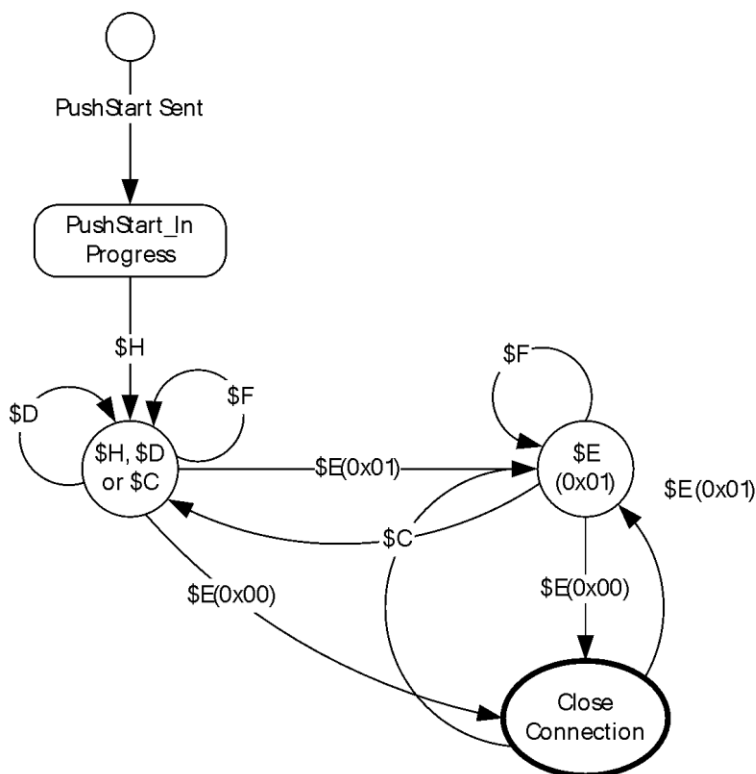 PushStart Sent
PushStart_In
Progress
$H
$D
$F
$H, $D
or $C
$E(0x01)
$F
$E
(0x01)
$E(0x01)
$C
$E(0x00)
$E(0x00)
Close
Connection